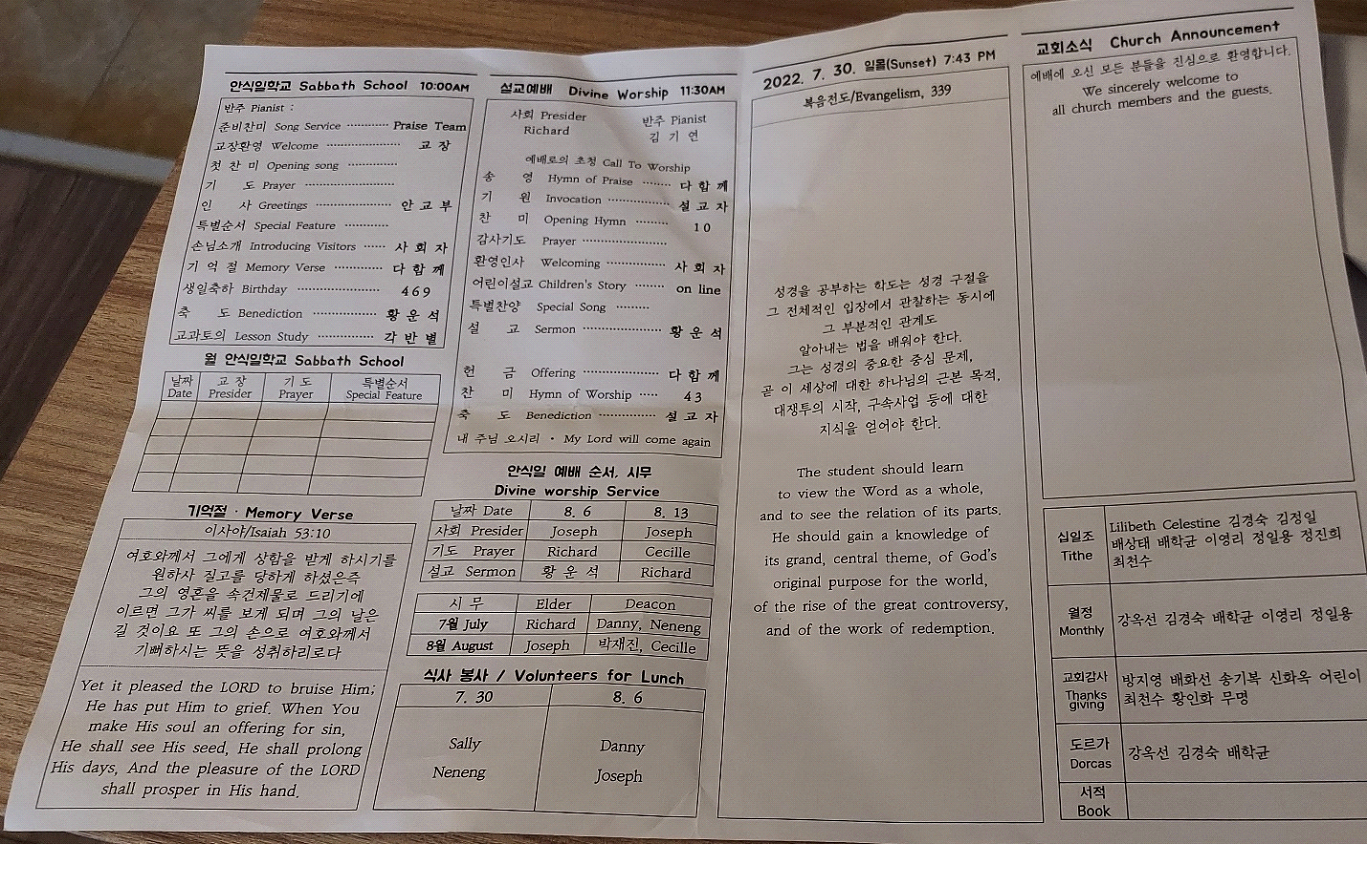 안식일학교 Sabbath School 10:00AM
반주 Pianist :
준비찬미 Song Service ············ Praise Team
교장환영 Welcome ·············· 교 장
첫 찬 미 Opening song ··············
기 도 Prayer ·························
인 사 Greetings ················ 안 교 부
특별순서 Special Feature ············
손님소개 Introducing Visitors ······ 사 회 자
기 억 절 Memory Verse ············· 다 함 께
생일축하 Birthday ······················ 4 6 9
축 도 Benediction ················· 황 운 석
교과토의 Lesson Study ············ 각 반 별
월 안식일학교 Sabbath School
날짜 교 장 기 도 특별순서
Date Presider Prayer Special Feature
기억절 · Memory Verse
이사야/Isaiah 53:10
여호와께서 그에게 상함을 받게 하시기를
원하사 질고를 당하게 하셨은즉
그의 영혼을 속건제물로 드리기에
이르면 그가 씨를 보게 되며 그의 날은
길 것이요 또 그의 손으로 여호와께서
기뻐하시는 뜻을 성취하리로다
Yet it pleased the LORD to bruise Him;
He has put Him to grief. When You
make His soul an offering for sin,
He shall see His seed, He shall prolong
His days, And the pleasure of the LORD
shall prosper in His hand.
설교예배 Divine Worship 11:30AM
사회 Presider 반주 Pianist
Richard 김 기 연
예배로의 초청 Call To Worship
송 영 Hymn of Praise ········ 다 함 께
기 원 Invocation ················· 설 교 자
찬 미 Opening Hymn ········· 1 0
감사기도 Prayer ·······················
환영인사 Welcoming ·············· 사 회 자
어린이설교 Children's Story ········ on line
특별찬양 Special Song ·········
설 교 Sermon ····················· 황 운 석
헌 금 Offering ····················· 다 함 께
찬 미 Hymn of Worship ····· 4 3
축 도 Benediction ··············· 설 교 자
내 주님 오시리 · My Lord will come again
안식일 예배 순서, 시무
Divine worship Service
날짜 Date 8. 6 8. 13
사회 Presider Joseph Joseph
기도 Prayer Richard Cecille
설교 Sermon 황 운 석 Richard
시 무 Elder Deacon
7월 July Richard Danny, Neneng
8월 August Joseph 박재진, Cecille
식사 봉사 / Volunteers for Lunch
7. 30 8. 6
Sally Danny
Neneng Joseph
2022. 7. 30. 일몰(Sunset) 7:43 PM
복음전도/Evangelism, 339
성경을 공부하는 학도는 성경 구절을
그 전체적인 입장에서 관찰하는 동시에
그 부분적인 관계도
알아내는 법을 배워야 한다.
그는 성경의 중요한 중심 문제,
곧 이 세상에 대한 하나님의 근본 목적,
대쟁투의 시작, 구속사업 등에 대한
지식을 얻어야 한다.
The student should learn
to view the Word as a whole,
and to see the relation of its parts.
He should gain a knowledge of
its grand, central theme, of God's
original purpose for the world,
of the rise of the great controversy,
and of the work of redemption.
교회소식 Church Announcement
예배에 오신 모든 분들을 진심으로 환영합니다.
We sincerely welcome to
all church members and the guests.
십일조 Lilibeth Celestine 김경숙 김정일
Tithe 배상태 배학균 이영리 정일용 정진희
최천수
월정
Monthly 강옥선 김경숙 배학균 이영리 정일용
교회감사 방지영 배화선 송기복 신화옥 어린이
Thanks 최천수 황인화 무명
giving
도르가
Dorcas 강옥선 김경숙 배학균
서적
Book